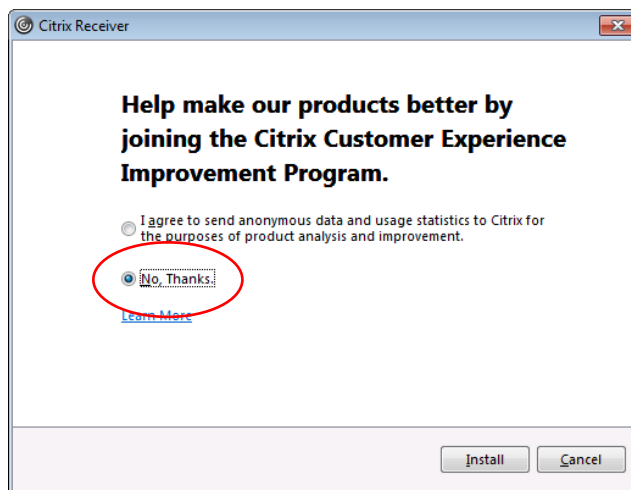 Citrix Receiver
Help make our products better by
joining the Citrix Customer Experience
Improvement Program.
I agree to send anonymous data and usage statistics to Citrix for
the purposes of product analysis and improvement.
No, Thanks.
Learn More
Install Cancel